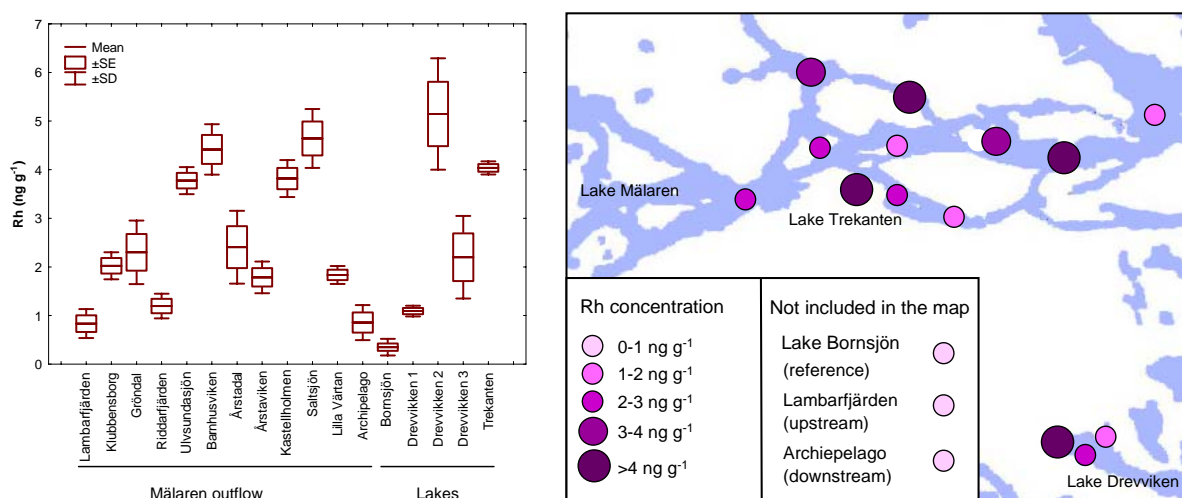 7
6
5
4
3
2
1
0
Rh (ng g⁻¹)
Mean
±SE
±SD
Lambarfjärden
Klubbensborg
Gröndal
Riddarfjärden
Ulvsundasjön
Barnhusviken
Årstadal
Årstaviken
Kastellholmen
Saltsjön
Lilla Värtan
Archipelago
Bornsjön
Drevvikken 1
Drevvikken 2
Drevvikken 3
Trekanten
Mälaren outflow
Lakes
Lake Mälaren
Lake Trekanten
Rh concentration
0-1 ng g⁻¹
1-2 ng g⁻¹
2-3 ng g⁻¹
3-4 ng g⁻¹
>4 ng g⁻¹
Not included in the map
Lake Bornsjön
(reference)
Lambarfjärden
(upstream)
Archiepelago
(downstream)
Lake Drevviken